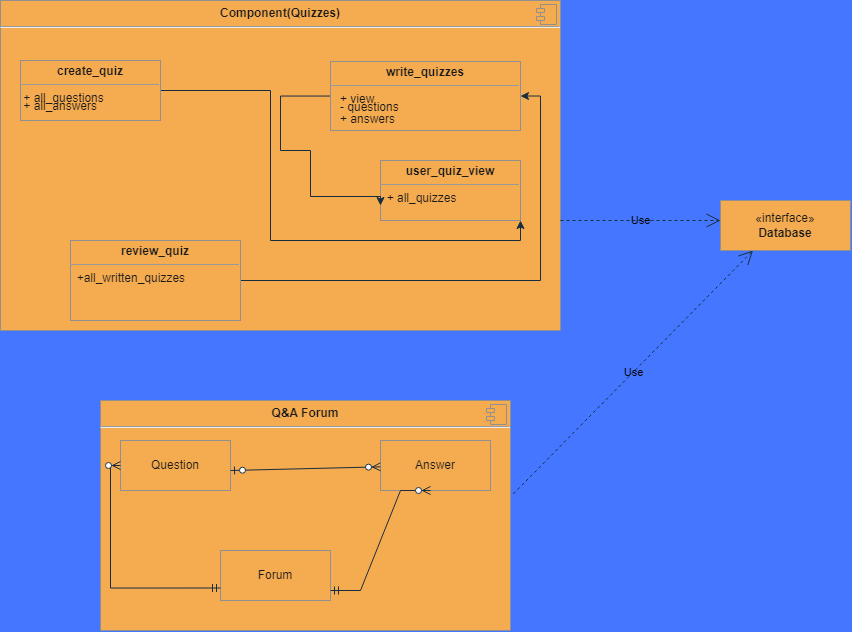 Component(Quizzes)
create_quiz
+ all_questions
+ all_answers
write_quizzes
+ view
- questions
+ answers
user_quiz_view
+ all_quizzes
review_quiz
+all_written_quizzes
Use
«interface»
Database
Use
Q&A Forum
Question
Answer
Forum